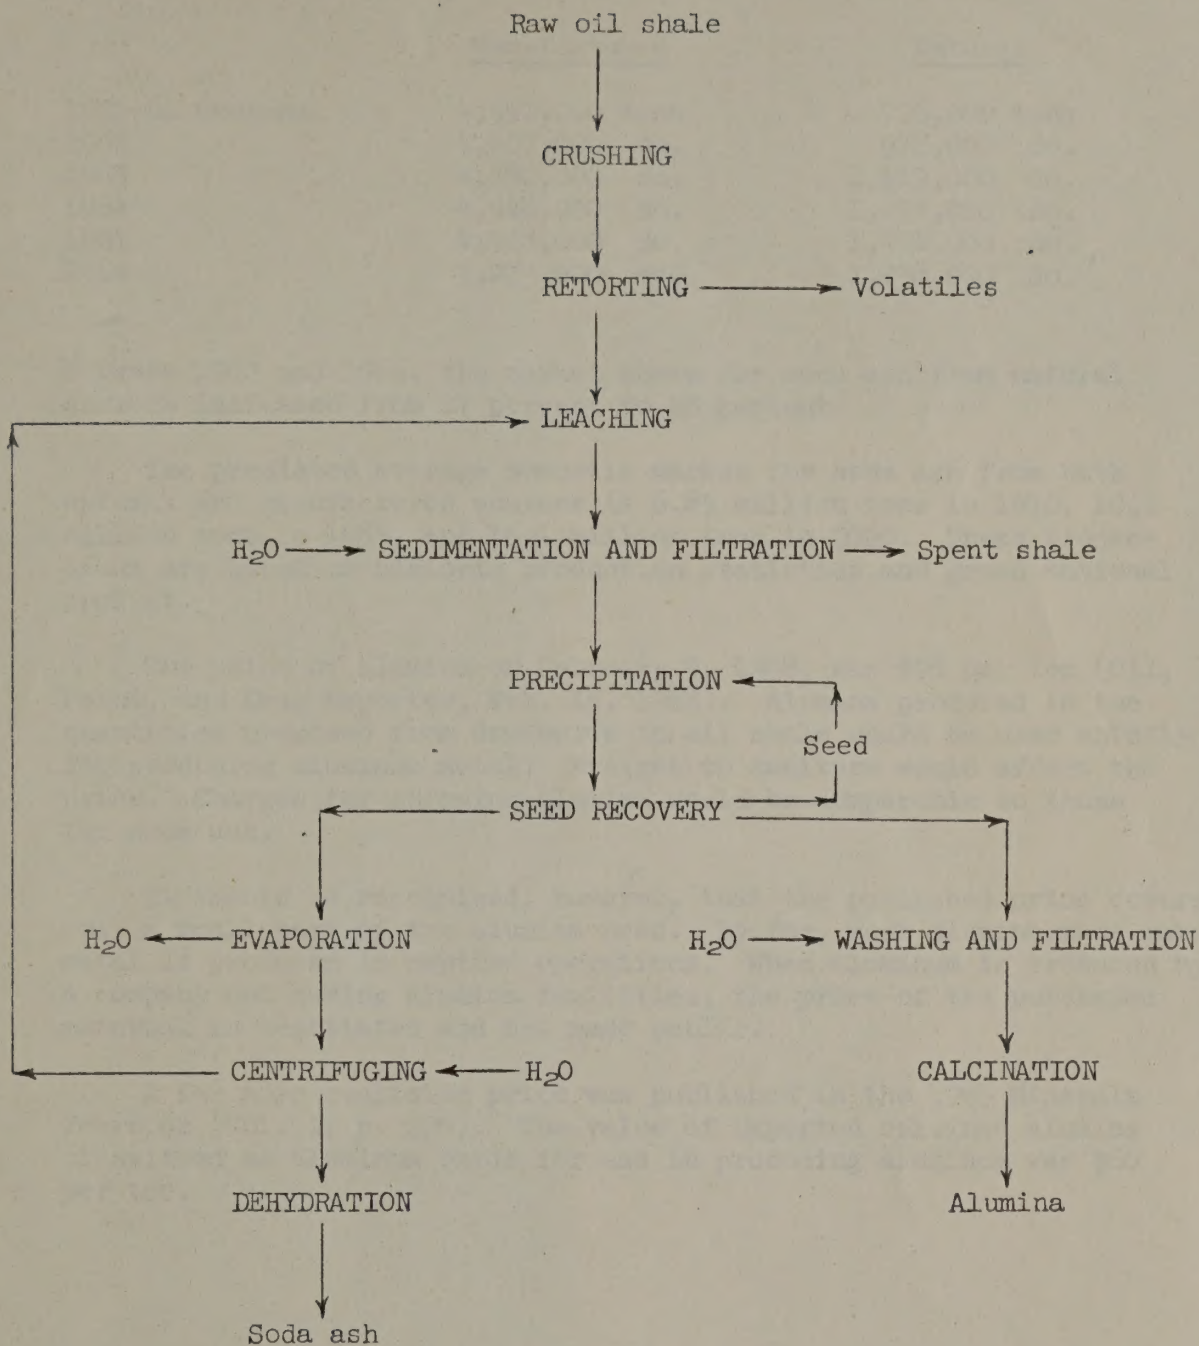 Raw oil shale
CRUSHING
RETORTING Volatiles
LEACHING
H₂O SEDIMENTATION AND FILTRATION Spent shale
PRECIPITATION
Seed
SEED RECOVERY
H₂O EVAPORATION H₂O WASHING AND FILTRATION
CENTRIFUGING H₂O CALCINATION
DEHYDRATION Alumina
Soda ash